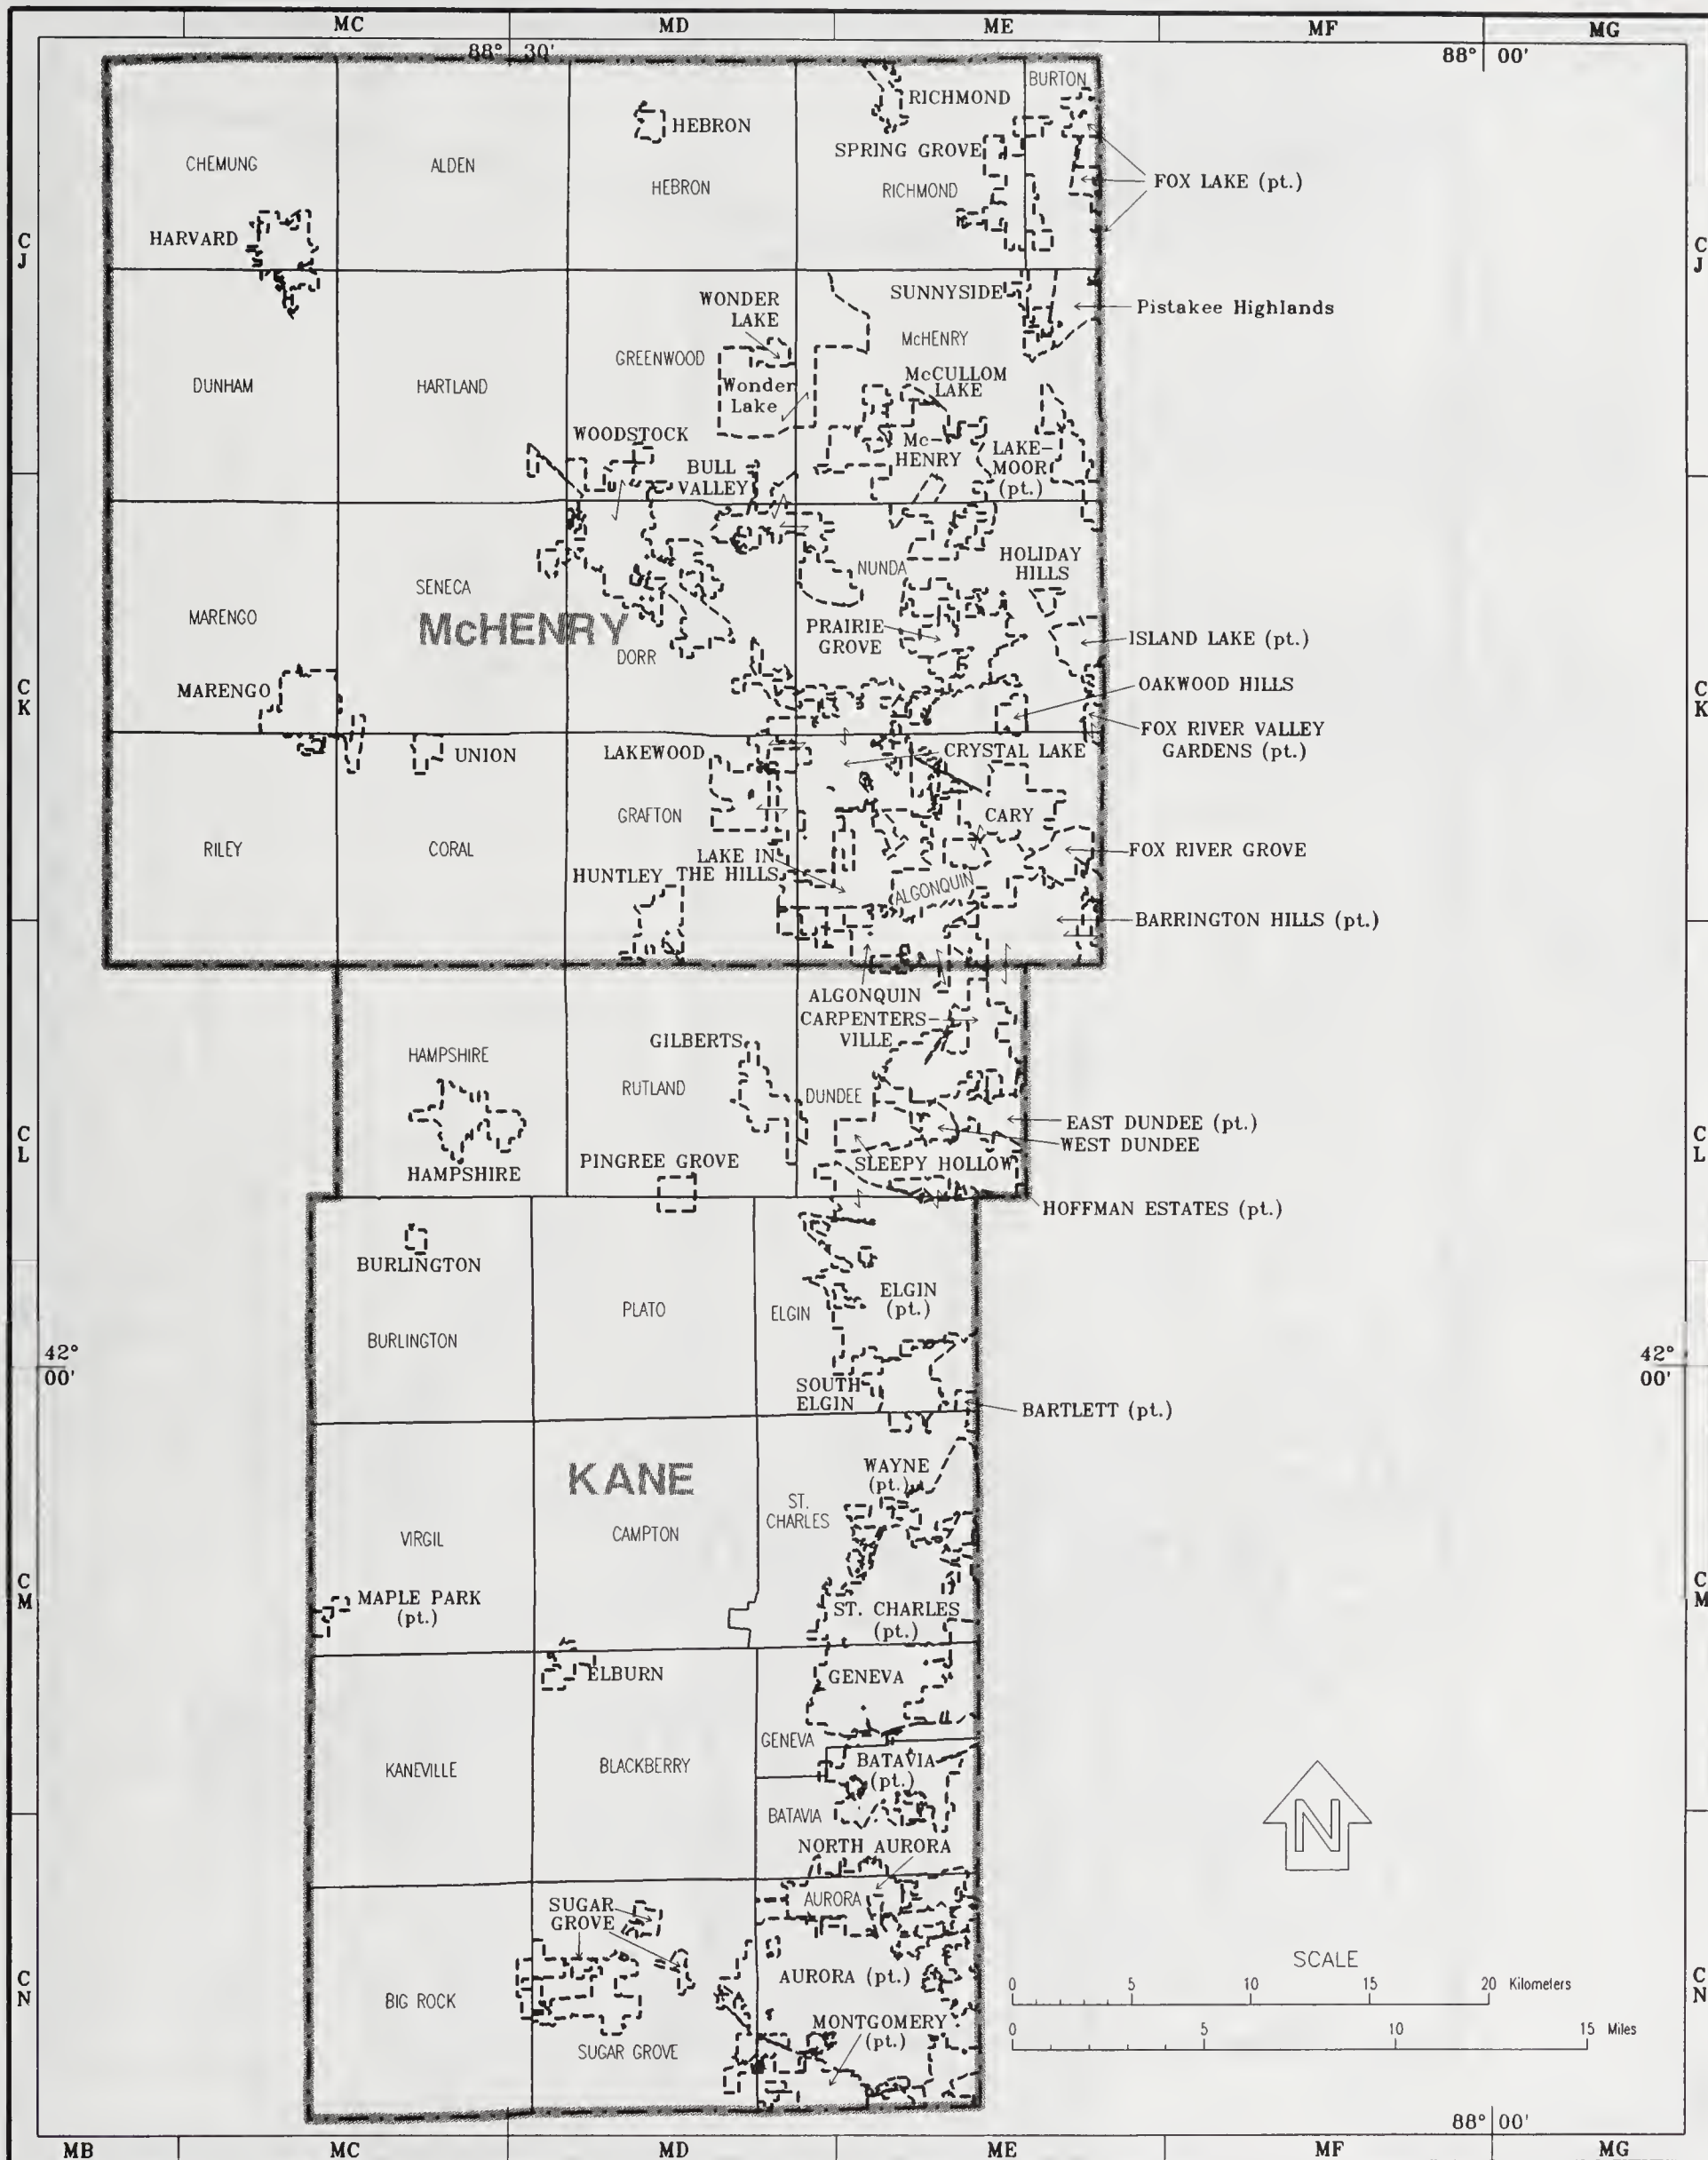 MC
MD
ME
MF
MG
88° 30'
88° 00'
BURTON
RICHMOND
HEBRON
SPRING GROVE
CHEMUNG
ALDEN
HEBRON
RICHMOND
FOX LAKE (pt.)
HARVARD
C
J
C
J
WONDER
LAKE
SUNNYSIDE
Pistakee Highlands
McHENRY
GREENWOOD
DUNHAM
HARTLAND
Wonder
Lake
McCULLOM
LAKE
WOODSTOCK
Mc-
HENRY
LAKE-
MOOR
(pt.)
BULL
VALLEY
HOLIDAY
HILLS
NUNDA
SENECA
MARENGO
McHENRY
PRAIRIE
GROVE
ISLAND LAKE (pt.)
DORR
MARENGO
OAKWOOD HILLS
C
K
C
K
FOX RIVER VALLEY
GARDENS (pt.)
UNION
LAKEWOOD
CRYSTAL LAKE
GRAFTON
CARY
RILEY
CORAL
FOX RIVER GROVE
LAKE IN
THE HILLS
HUNTLEY
ALGONQUIN
BARRINGTON HILLS (pt.)
ALGONQUIN
CARPENTERS-
VILLE
GILBERTS
HAMPSHIRE
RUTLAND
DUNDEE
EAST DUNDEE (pt.)
WEST DUNDEE
C
L
C
L
HAMPSHIRE
PINGREE GROVE
SLEEPY HOLLOW
HOFFMAN ESTATES (pt.)
BURLINGTON
ELGIN
(pt.)
PLATO
ELGIN
BURLINGTON
42°
00'
42°
00'
SOUTH
ELGIN
BARTLETT (pt.)
KANE
WAYNE
(pt.)
ST.
CHARLES
VIRGIL
CAMPTON
C
M
C
M
MAPLE PARK
(pt.)
ST. CHARLES
(pt.)
ELBURN
GENEVA
GENEVA
KANEVILLE
BLACKBERRY
BATAVIA
(pt.)
BATAVIA
N
NORTH AURORA
AURORA
SUGAR
GROVE
SCALE
AURORA (pt.)
0 5 10 15 20 Kilometers
C
N
C
N
BIG ROCK
MONTGOMERY
(pt.)
0 5 10 15 Miles
SUGAR GROVE
88° 00'
MB
MC
MD
ME
MF
MG